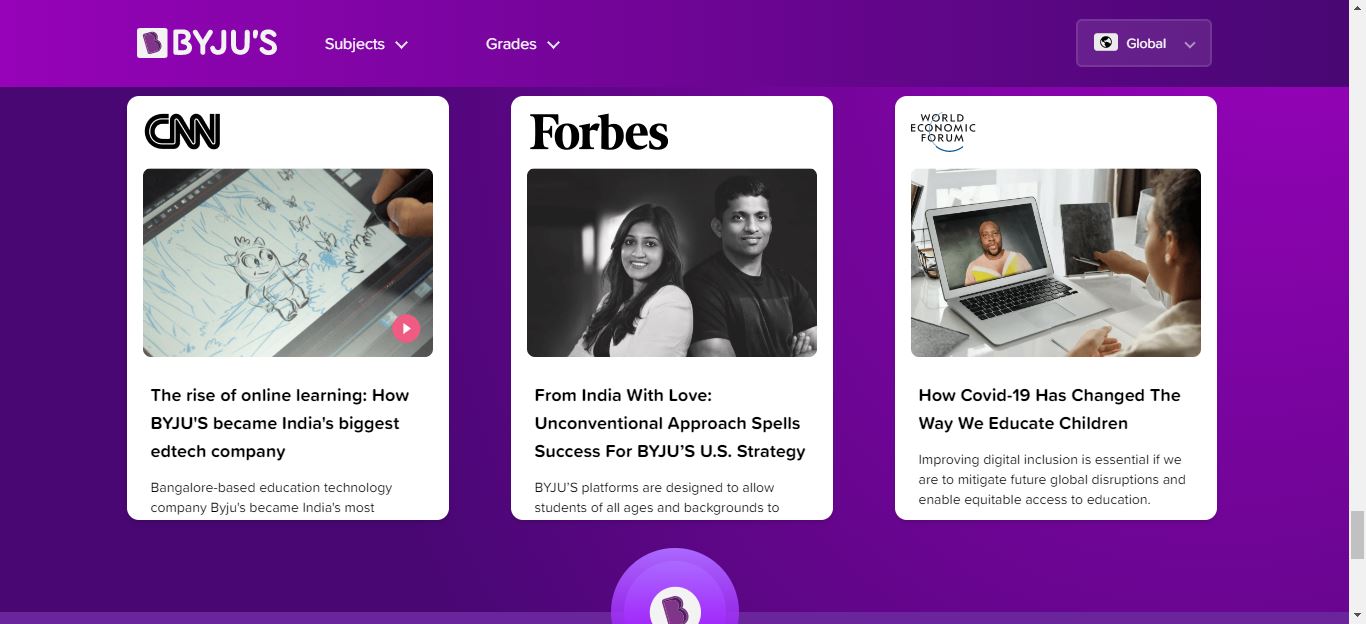 BYJU'S
Subjects
Grades
Global
CNN
Forbes
WORLD
ECONOMIC
FORUM
The rise of online learning: How
BYJU'S became India's biggest
edtech company
Bangalore-based education technology
company Byju's became India's most
From India With Love:
Unconventional Approach Spells
Success For BYJU’S U.S. Strategy
BYJU’S platforms are designed to allow
students of all ages and backgrounds to
How Covid-19 Has Changed The
Way We Educate Children
Improving digital inclusion is essential if we
are to mitigate future global disruptions and
enable equitable access to education.